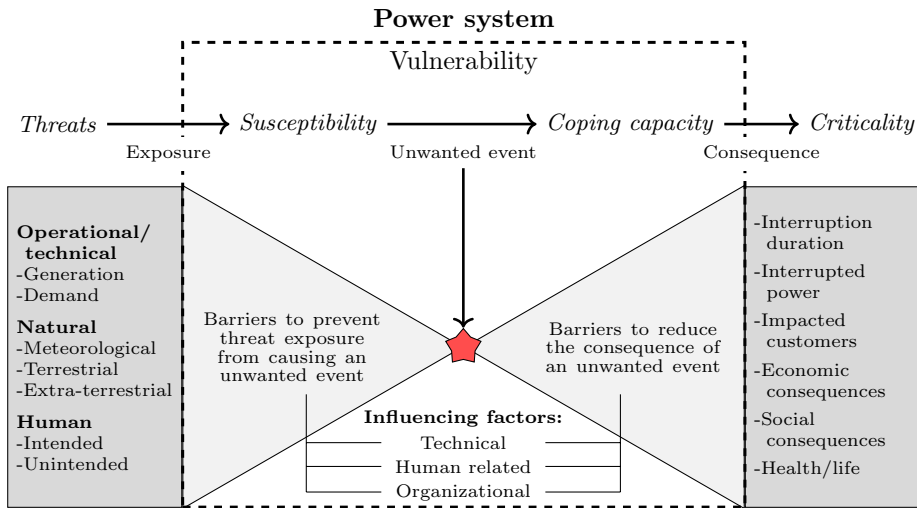 Power system
Vulnerability
Threats Susceptibility Coping capacity Criticality
Exposure Unwanted event Consequence
Operational/
technical
-Generation
-Demand
Natural
-Meteorological
-Terrestrial
-Extra-terrestrial
Human
-Intended
-Unintended
Barriers to prevent
threat exposure
from causing an
unwanted event
Barriers to reduce
the consequence of
an unwanted event
Influencing factors:
Technical
Human related
Organizational
-Interruption
duration
-Interrupted
power
-Impacted
customers
-Economic
consequences
-Social
consequences
-Health/life